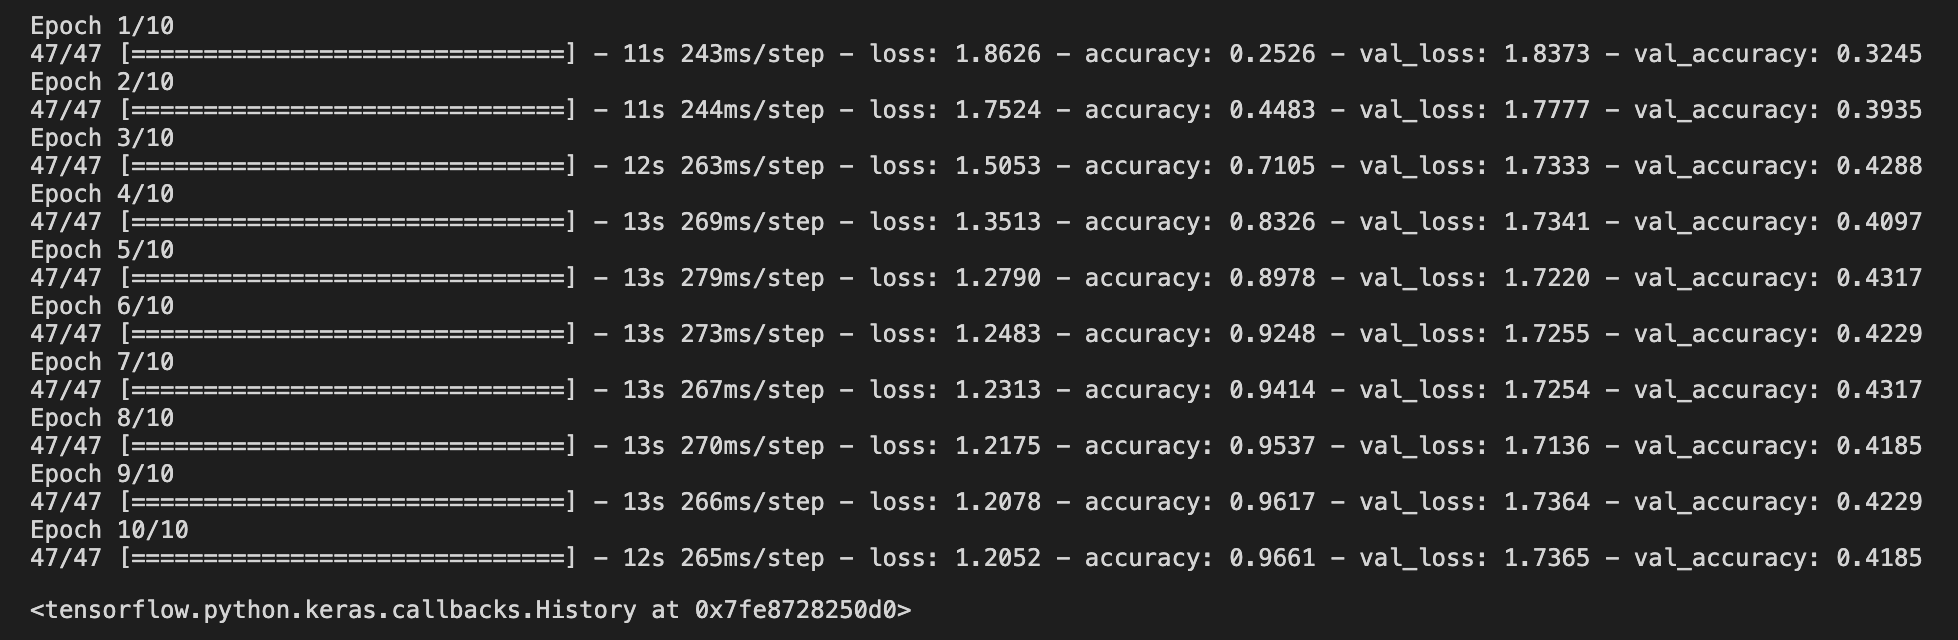 Epoch 1/10
47/47 [==============================] - 11s 243ms/step - loss: 1.8626 - accuracy: 0.2526 - val_loss: 1.8373 - val_accuracy: 0.3245
Epoch 2/10
47/47 [==============================] - 11s 244ms/step - loss: 1.7524 - accuracy: 0.4483 - val_loss: 1.7777 - val_accuracy: 0.3935
Epoch 3/10
47/47 [==============================] - 12s 263ms/step - loss: 1.5053 - accuracy: 0.7105 - val_loss: 1.7333 - val_accuracy: 0.4288
Epoch 4/10
47/47 [==============================] - 13s 269ms/step - loss: 1.3513 - accuracy: 0.8326 - val_loss: 1.7341 - val_accuracy: 0.4097
Epoch 5/10
47/47 [==============================] - 13s 279ms/step - loss: 1.2790 - accuracy: 0.8978 - val_loss: 1.7220 - val_accuracy: 0.4317
Epoch 6/10
47/47 [==============================] - 13s 273ms/step - loss: 1.2483 - accuracy: 0.9248 - val_loss: 1.7255 - val_accuracy: 0.4229
Epoch 7/10
47/47 [==============================] - 13s 267ms/step - loss: 1.2313 - accuracy: 0.9414 - val_loss: 1.7254 - val_accuracy: 0.4317
Epoch 8/10
47/47 [==============================] - 13s 270ms/step - loss: 1.2175 - accuracy: 0.9537 - val_loss: 1.7136 - val_accuracy: 0.4185
Epoch 9/10
47/47 [==============================] - 13s 266ms/step - loss: 1.2078 - accuracy: 0.9617 - val_loss: 1.7364 - val_accuracy: 0.4229
Epoch 10/10
47/47 [==============================] - 12s 265ms/step - loss: 1.2052 - accuracy: 0.9661 - val_loss: 1.7365 - val_accuracy: 0.4185
<tensorflow.python.keras.callbacks.History at 0x7fe8728250d0>